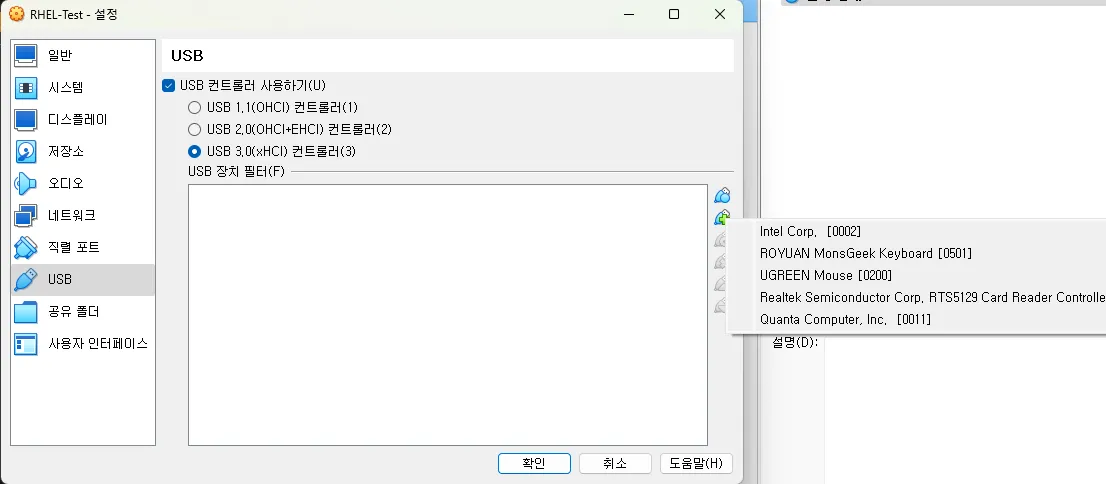 RHEL-Test - 설정
일반
시스템
디스플레이
저장소
오디오
네트워크
직렬 포트
USB
공유 폴더
사용자 인터페이스
USB
USB 컨트롤러 사용하기(U)
USB 1.1(OHCI) 컨트롤러(1)
USB 2.0(OHCI+EHCI) 컨트롤러(2)
USB 3.0(xHCI) 컨트롤러(3)
USB 장치 필터(F)
Intel Corp. [0002]
ROYUAN MonsGeek Keyboard [0501]
UGREEN Mouse [0200]
Realtek Semiconductor Corp. RTS5129 Card Reader Controlle
Quanta Computer, Inc. [0011]
설명(D):
확인
취소
도움말(H)